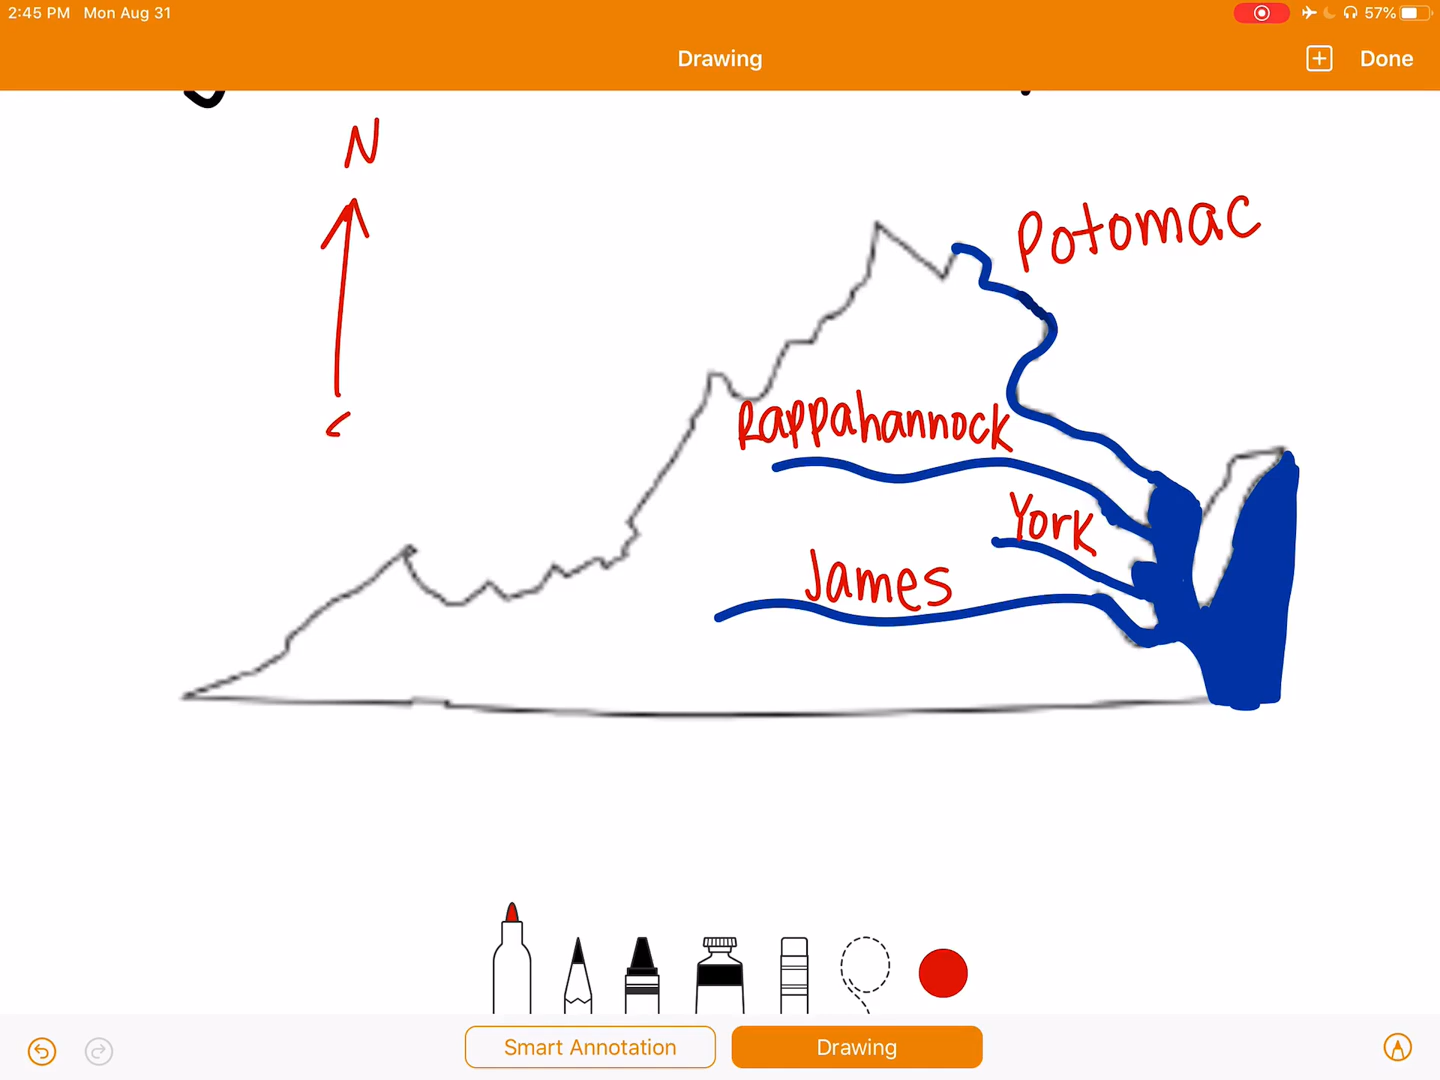 2:45 PM Mon Aug 31
57%
Drawing
Done
N
Potomac
Rappahannock
York
James
Smart Annotation
Drawing